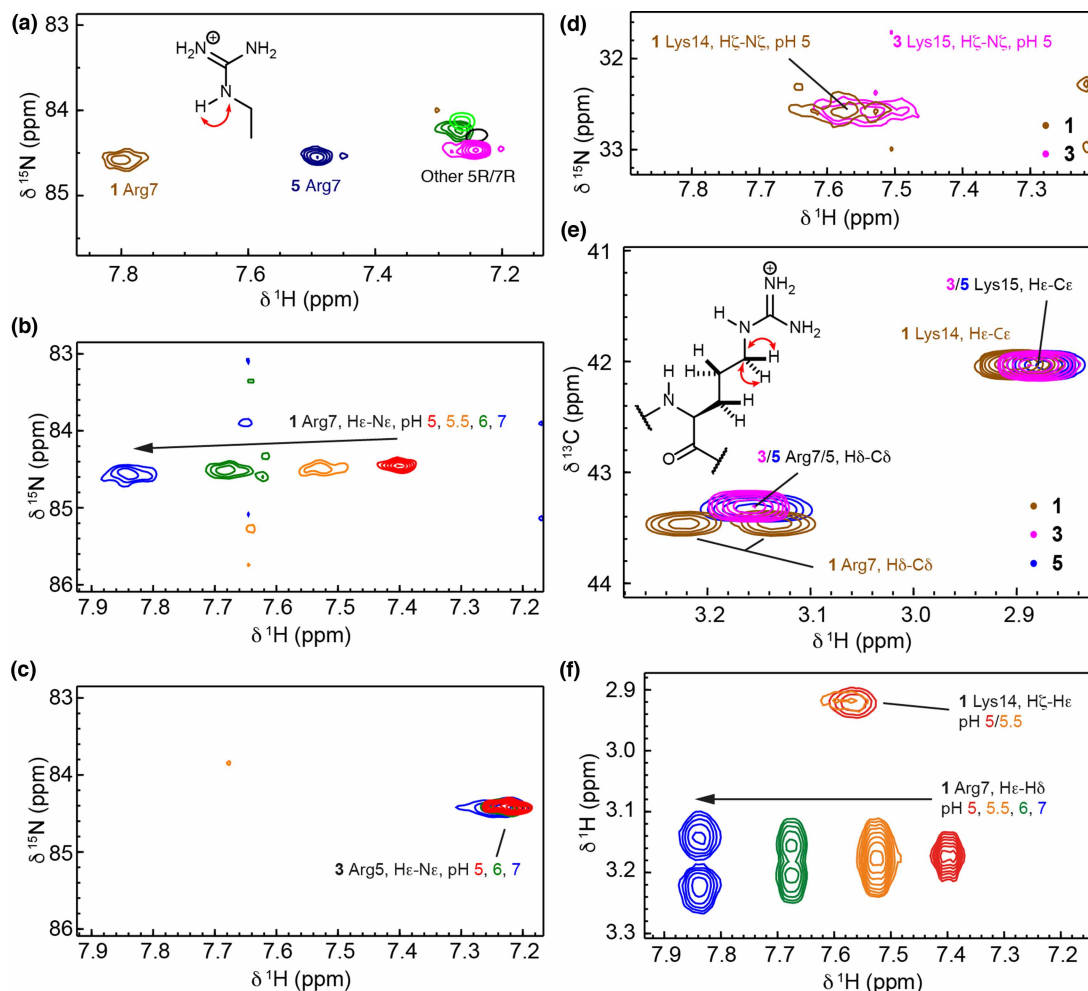 (a)
83
84
85
δ ¹⁵N (ppm)
⊕
H₂N
NH₂
H
N
1 Arg7
5 Arg7
Other 5R/7R
7.8
7.6
7.4
7.2
δ ¹H (ppm)
(b)
83
84
85
86
δ ¹⁵N (ppm)
1 Arg7, Hε-Nε, pH 5, 5.5, 6, 7
7.9
7.8
7.7
7.6
7.5
7.4
7.3
7.2
δ ¹H (ppm)
(c)
83
84
85
86
δ ¹⁵N (ppm)
3 Arg5, Hε-Nε, pH 5, 6, 7
7.9
7.8
7.7
7.6
7.5
7.4
7.3
7.2
δ ¹H (ppm)
(d)
32
33
δ ¹⁵N (ppm)
1 Lys14, Hζ-Nζ, pH 5
3 Lys15, Hζ-Nζ, pH 5
1
3
7.8
7.7
7.6
7.5
7.4
7.3
δ ¹H (ppm)
(e)
41
42
43
44
δ ¹³C (ppm)
⊕
NH₂
H
N
NH₂
H
H
H
H
H
N
H
H
O
3/5 Lys15, Hε-Cε
1 Lys14, Hε-Cε
3/5 Arg7/5, Hδ-Cδ
1 Arg7, Hδ-Cδ
1
3
5
3.2
3.1
3.0
2.9
δ ¹H (ppm)
(f)
2.9
3.0
3.1
3.2
3.3
δ ¹H (ppm)
1 Lys14, Hζ-Hε
pH 5/5.5
1 Arg7, Hε-Hδ
pH 5, 5.5, 6, 7
7.9
7.8
7.7
7.6
7.5
7.4
7.3
7.2
δ ¹H (ppm)